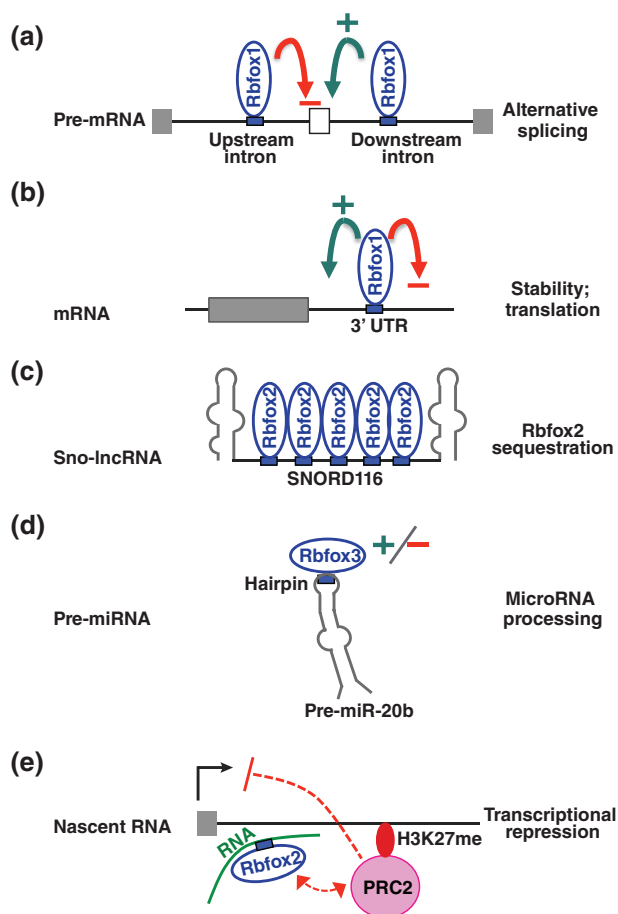 (a)
+
Rbfox1
Rbfox1
−
Pre-mRNA
Upstream
intron
Downstream
intron
Alternative
splicing
(b)
+
Rbfox1
−
mRNA
3' UTR
Stability;
translation
(c)
Rbfox2
Rbfox2
Rbfox2
Rbfox2
Rbfox2
Sno-lncRNA
SNORD116
Rbfox2
sequestration
(d)
Rbfox3
+/−
Hairpin
Pre-miRNA
MicroRNA
processing
Pre-miR-20b
(e)
Nascent RNA
RNA
Rbfox2
H3K27me
PRC2
Transcriptional
repression